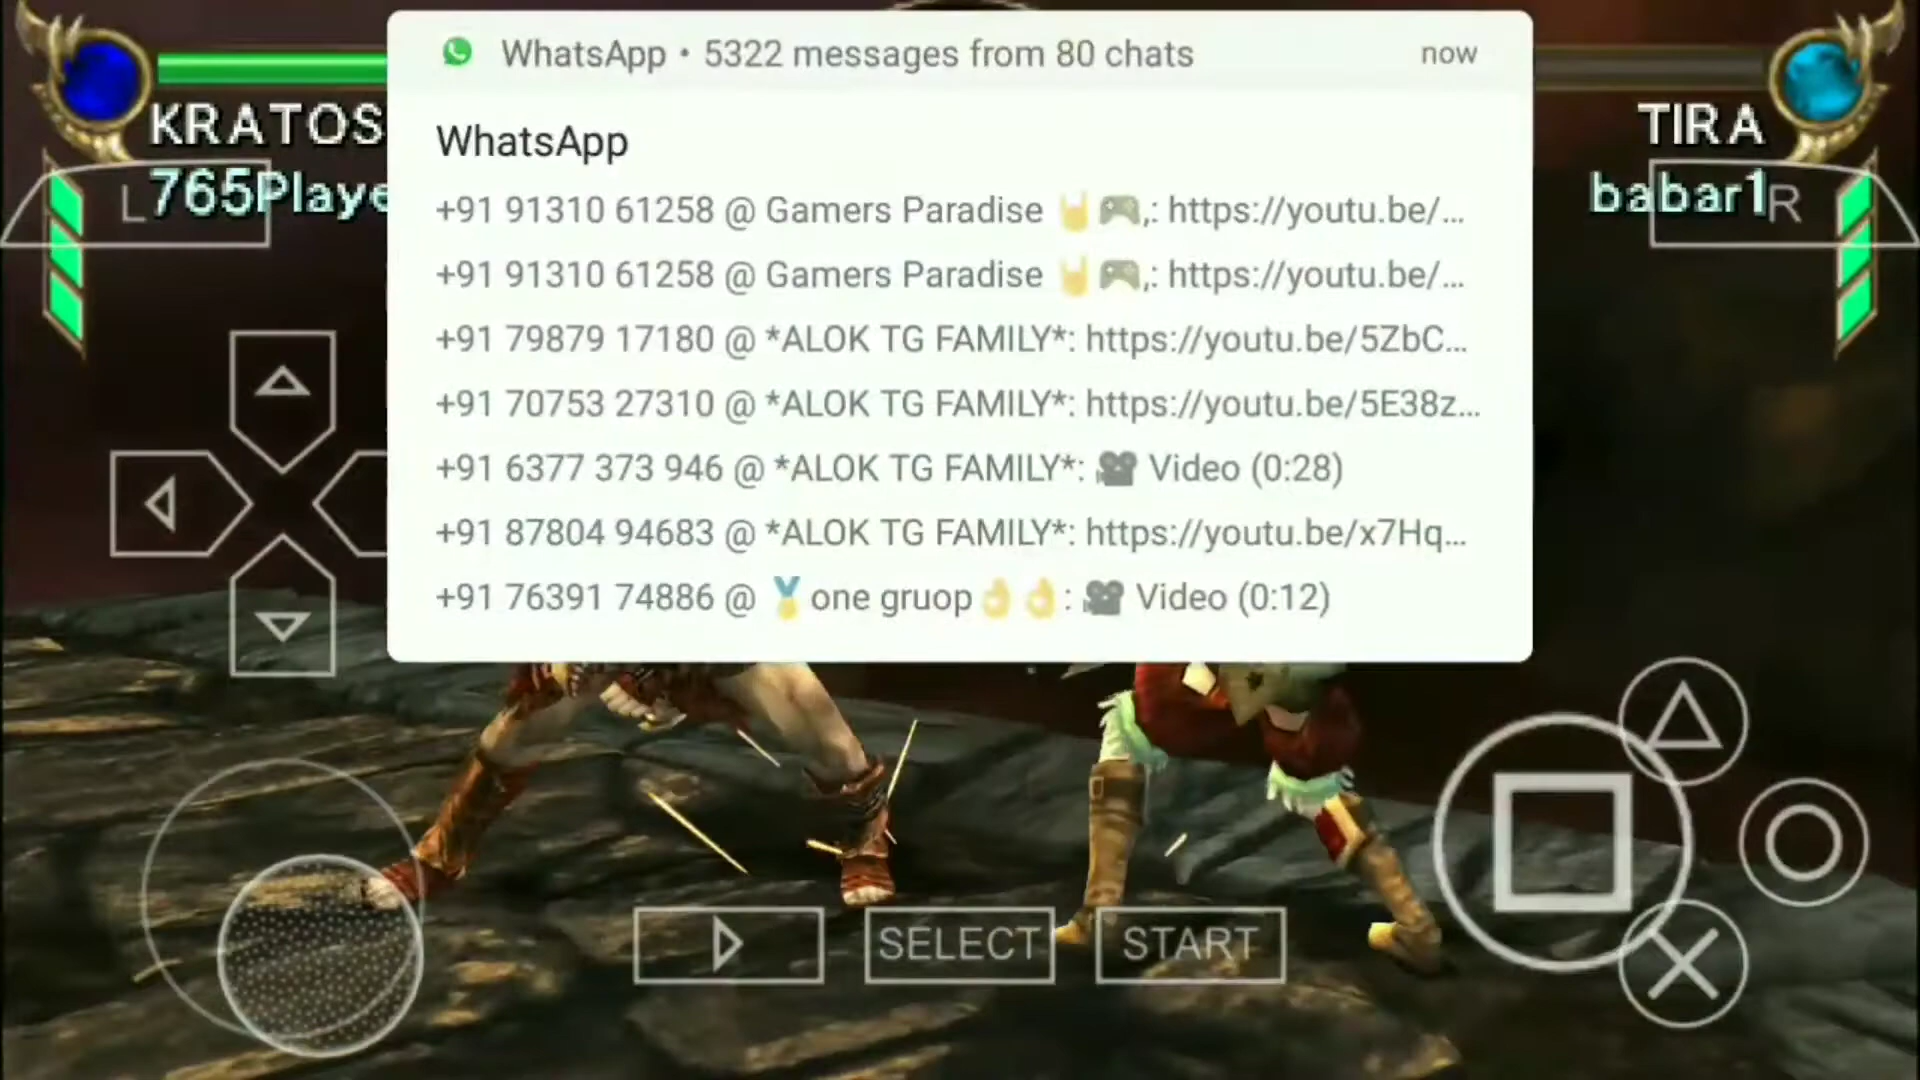 WhatsApp • 5322 messages from 80 chats now
WhatsApp
+91 91310 61258 @ Gamers Paradise 🤘🎮,: https://youtu.be/...
+91 91310 61258 @ Gamers Paradise 🤘🎮,: https://youtu.be/...
+91 79879 17180 @ *ALOK TG FAMILY*: https://youtu.be/5ZbC...
+91 70753 27310 @ *ALOK TG FAMILY*: https://youtu.be/5E38z...
+91 6377 373 946 @ *ALOK TG FAMILY*: 🎥 Video (0:28)
+91 87804 94683 @ *ALOK TG FAMILY*: https://youtu.be/x7Hq...
+91 76391 74886 @ 🏅one gruop👌👌: 🎥 Video (0:12)
KRATOS
TIRA
L
765Playe
babar1
R
SELECT
START